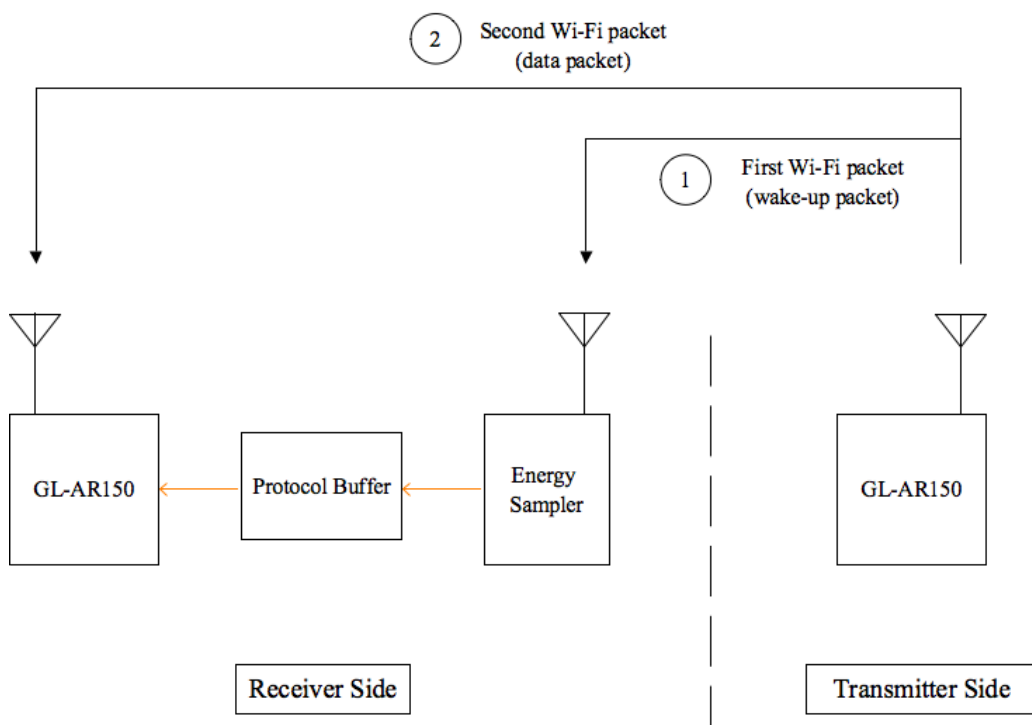 2
Second Wi-Fi packet
(data packet)
1
First Wi-Fi packet
(wake-up packet)
GL-AR150
Protocol Buffer
Energy
Sampler
GL-AR150
Receiver Side
Transmitter Side